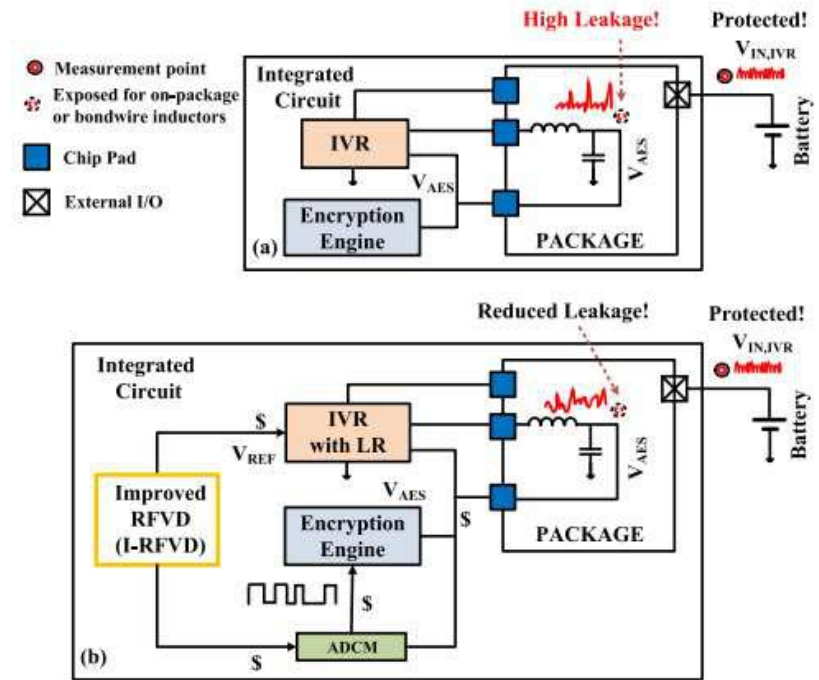 High Leakage!
Protected!
V_IN,IVR
Measurement point
Exposed for on-package
or bondwire inductors
Chip Pad
External I/O
Integrated
Circuit
IVR
V_AES
Encryption
Engine
(a)
V_AES
PACKAGE
Battery
Reduced Leakage!
Protected!
V_IN,IVR
Integrated
Circuit
$
V_REF
IVR
with LR
V_AES
$
Improved
RFVD
(I-RFVD)
Encryption
Engine
$
ADCM
$
(b)
V_AES
PACKAGE
Battery